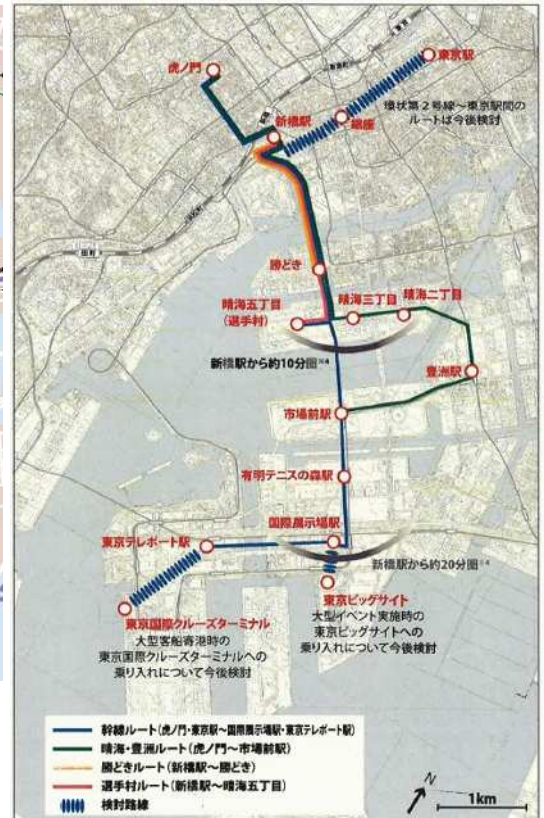 東京駅
虎ノ門
環状第2号線～東京駅間の
ルートは今後検討
新橋駅
銀座
勝どき
晴海五丁目
(選手村)
晴海三丁目
晴海二丁目
新橋駅から約10分圏※4
豊洲駅
市場前駅
有明テニスの森駅
国際展示場駅
東京テレポート駅
新橋駅から約20分圏※4
東京国際クルーズターミナル
大型客船寄港時の
東京国際クルーズターミナルへの
乗り入れについて今後検討
東京ビッグサイト
大型イベント実施時の
東京ビッグサイトへの
乗り入れについて今後検討
幹線ルート(虎ノ門・東京駅～国際展示場駅・東京テレポート駅)
晴海・豊洲ルート(虎ノ門～市場前駅)
勝どきルート(新橋駅～勝どき)
選手村ルート(新橋駅～晴海五丁目)
検討路線
N
1km